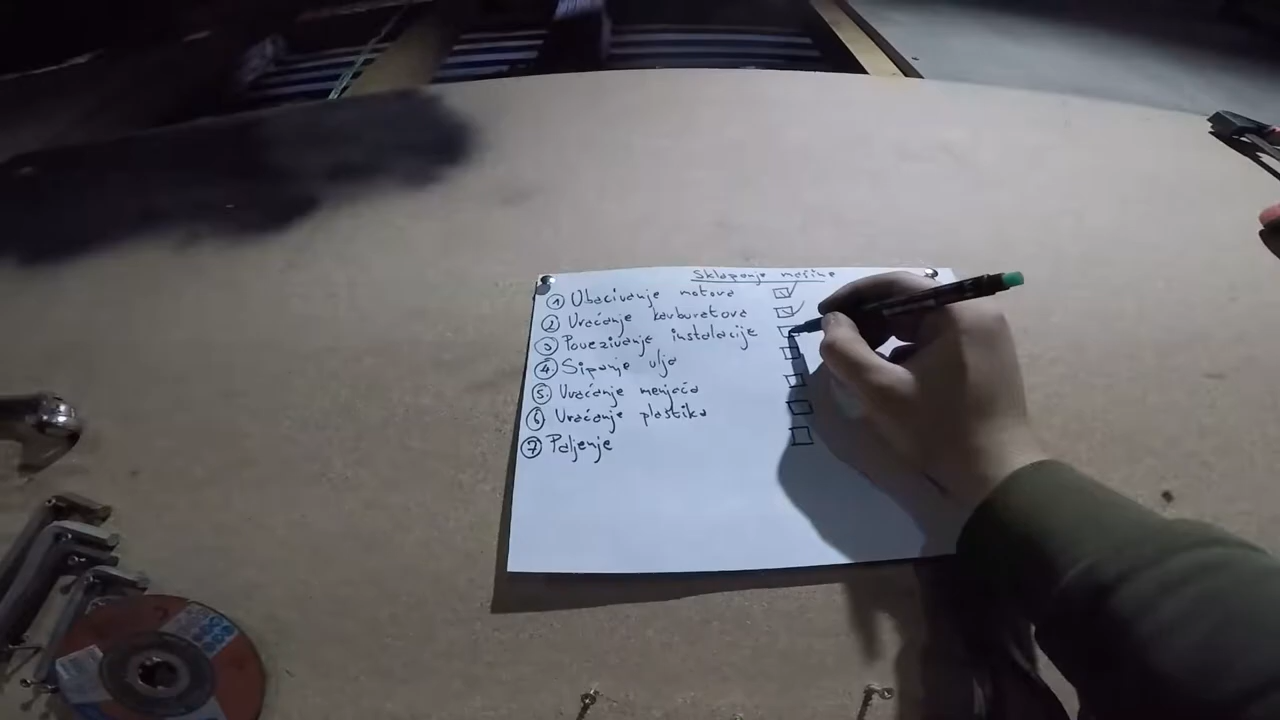 Sklapanje mašine
1 Ubacivanje motora
2 Vraćanje karburatora
3 Povezivanje instalacije
4 Sipanje ulja
5 Vraćanje menjača
6 Vraćanje plastika
7 Paljenje